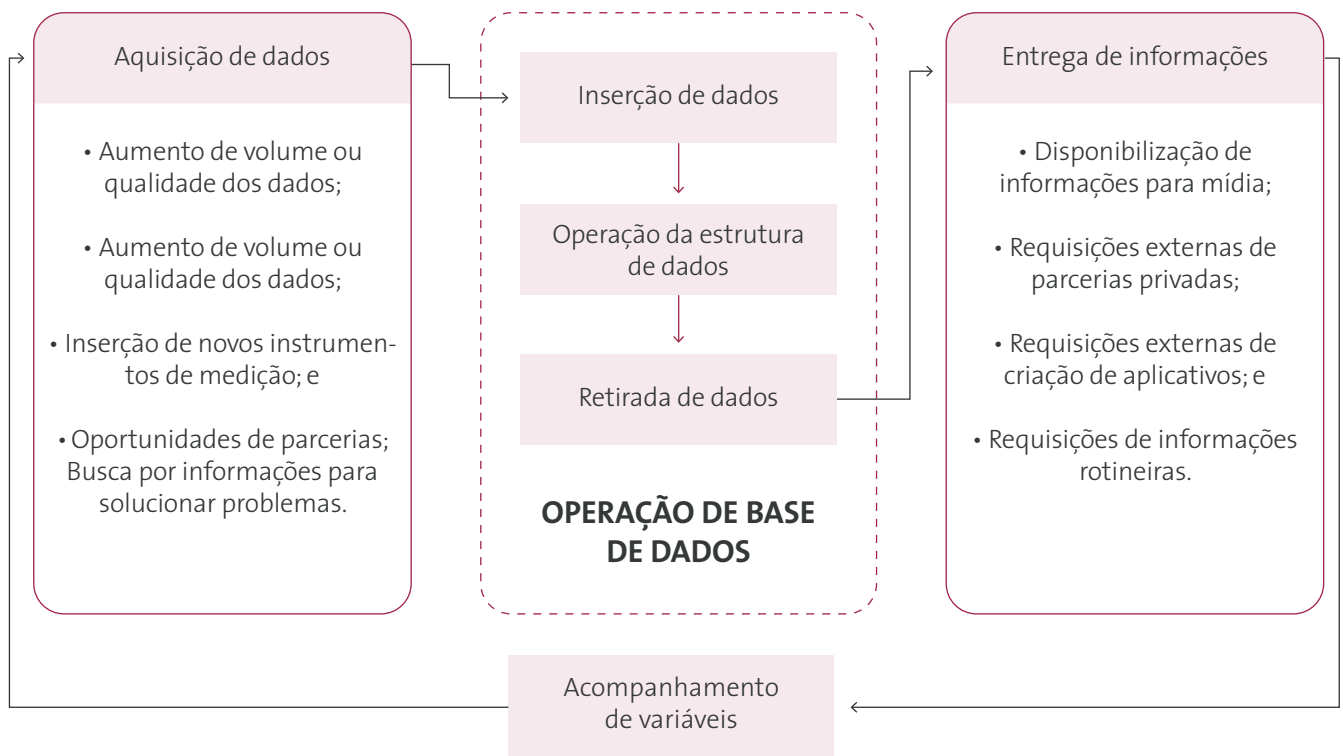 Aquisição de dados
• Aumento de volume ou
qualidade dos dados;
• Aumento de volume ou
qualidade dos dados;
• Inserção de novos instrumen-
tos de medição; e
• Oportunidades de parcerias;
Busca por informações para
solucionar problemas.
Inserção de dados
Operação da estrutura
de dados
Retirada de dados
OPERAÇÃO DE BASE
DE DADOS
Entrega de informações
• Disponibilização de
informações para mídia;
• Requisições externas de
parcerias privadas;
• Requisições externas de
criação de aplicativos; e
• Requisições de informações
rotineiras.
Acompanhamento
de variáveis